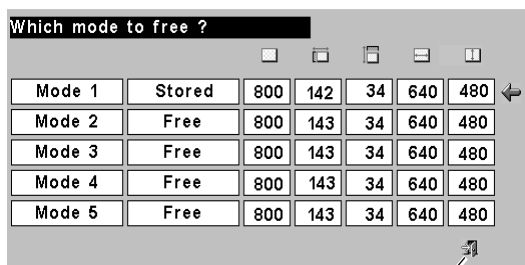 Which mode to free ?
Mode 1 Stored 800 142 34 640 480
Mode 2 Free 800 143 34 640 480
Mode 3 Free 800 143 34 640 480
Mode 4 Free 800 143 34 640 480
Mode 5 Free 800 143 34 640 480